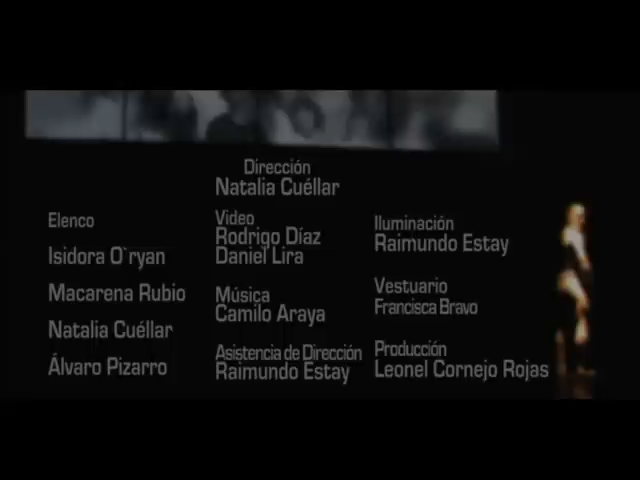 Dirección
Natalia Cuéllar
Elenco
Isidora O`ryan
Macarena Rubio
Natalia Cuéllar
Álvaro Pizarro
Video
Rodrigo Díaz
Daniel Lira
Música
Camilo Araya
Asistencia de Dirección
Raimundo Estay
Iluminación
Raimundo Estay
Vestuario
Francisca Bravo
Producción
Leonel Cornejo Rojas